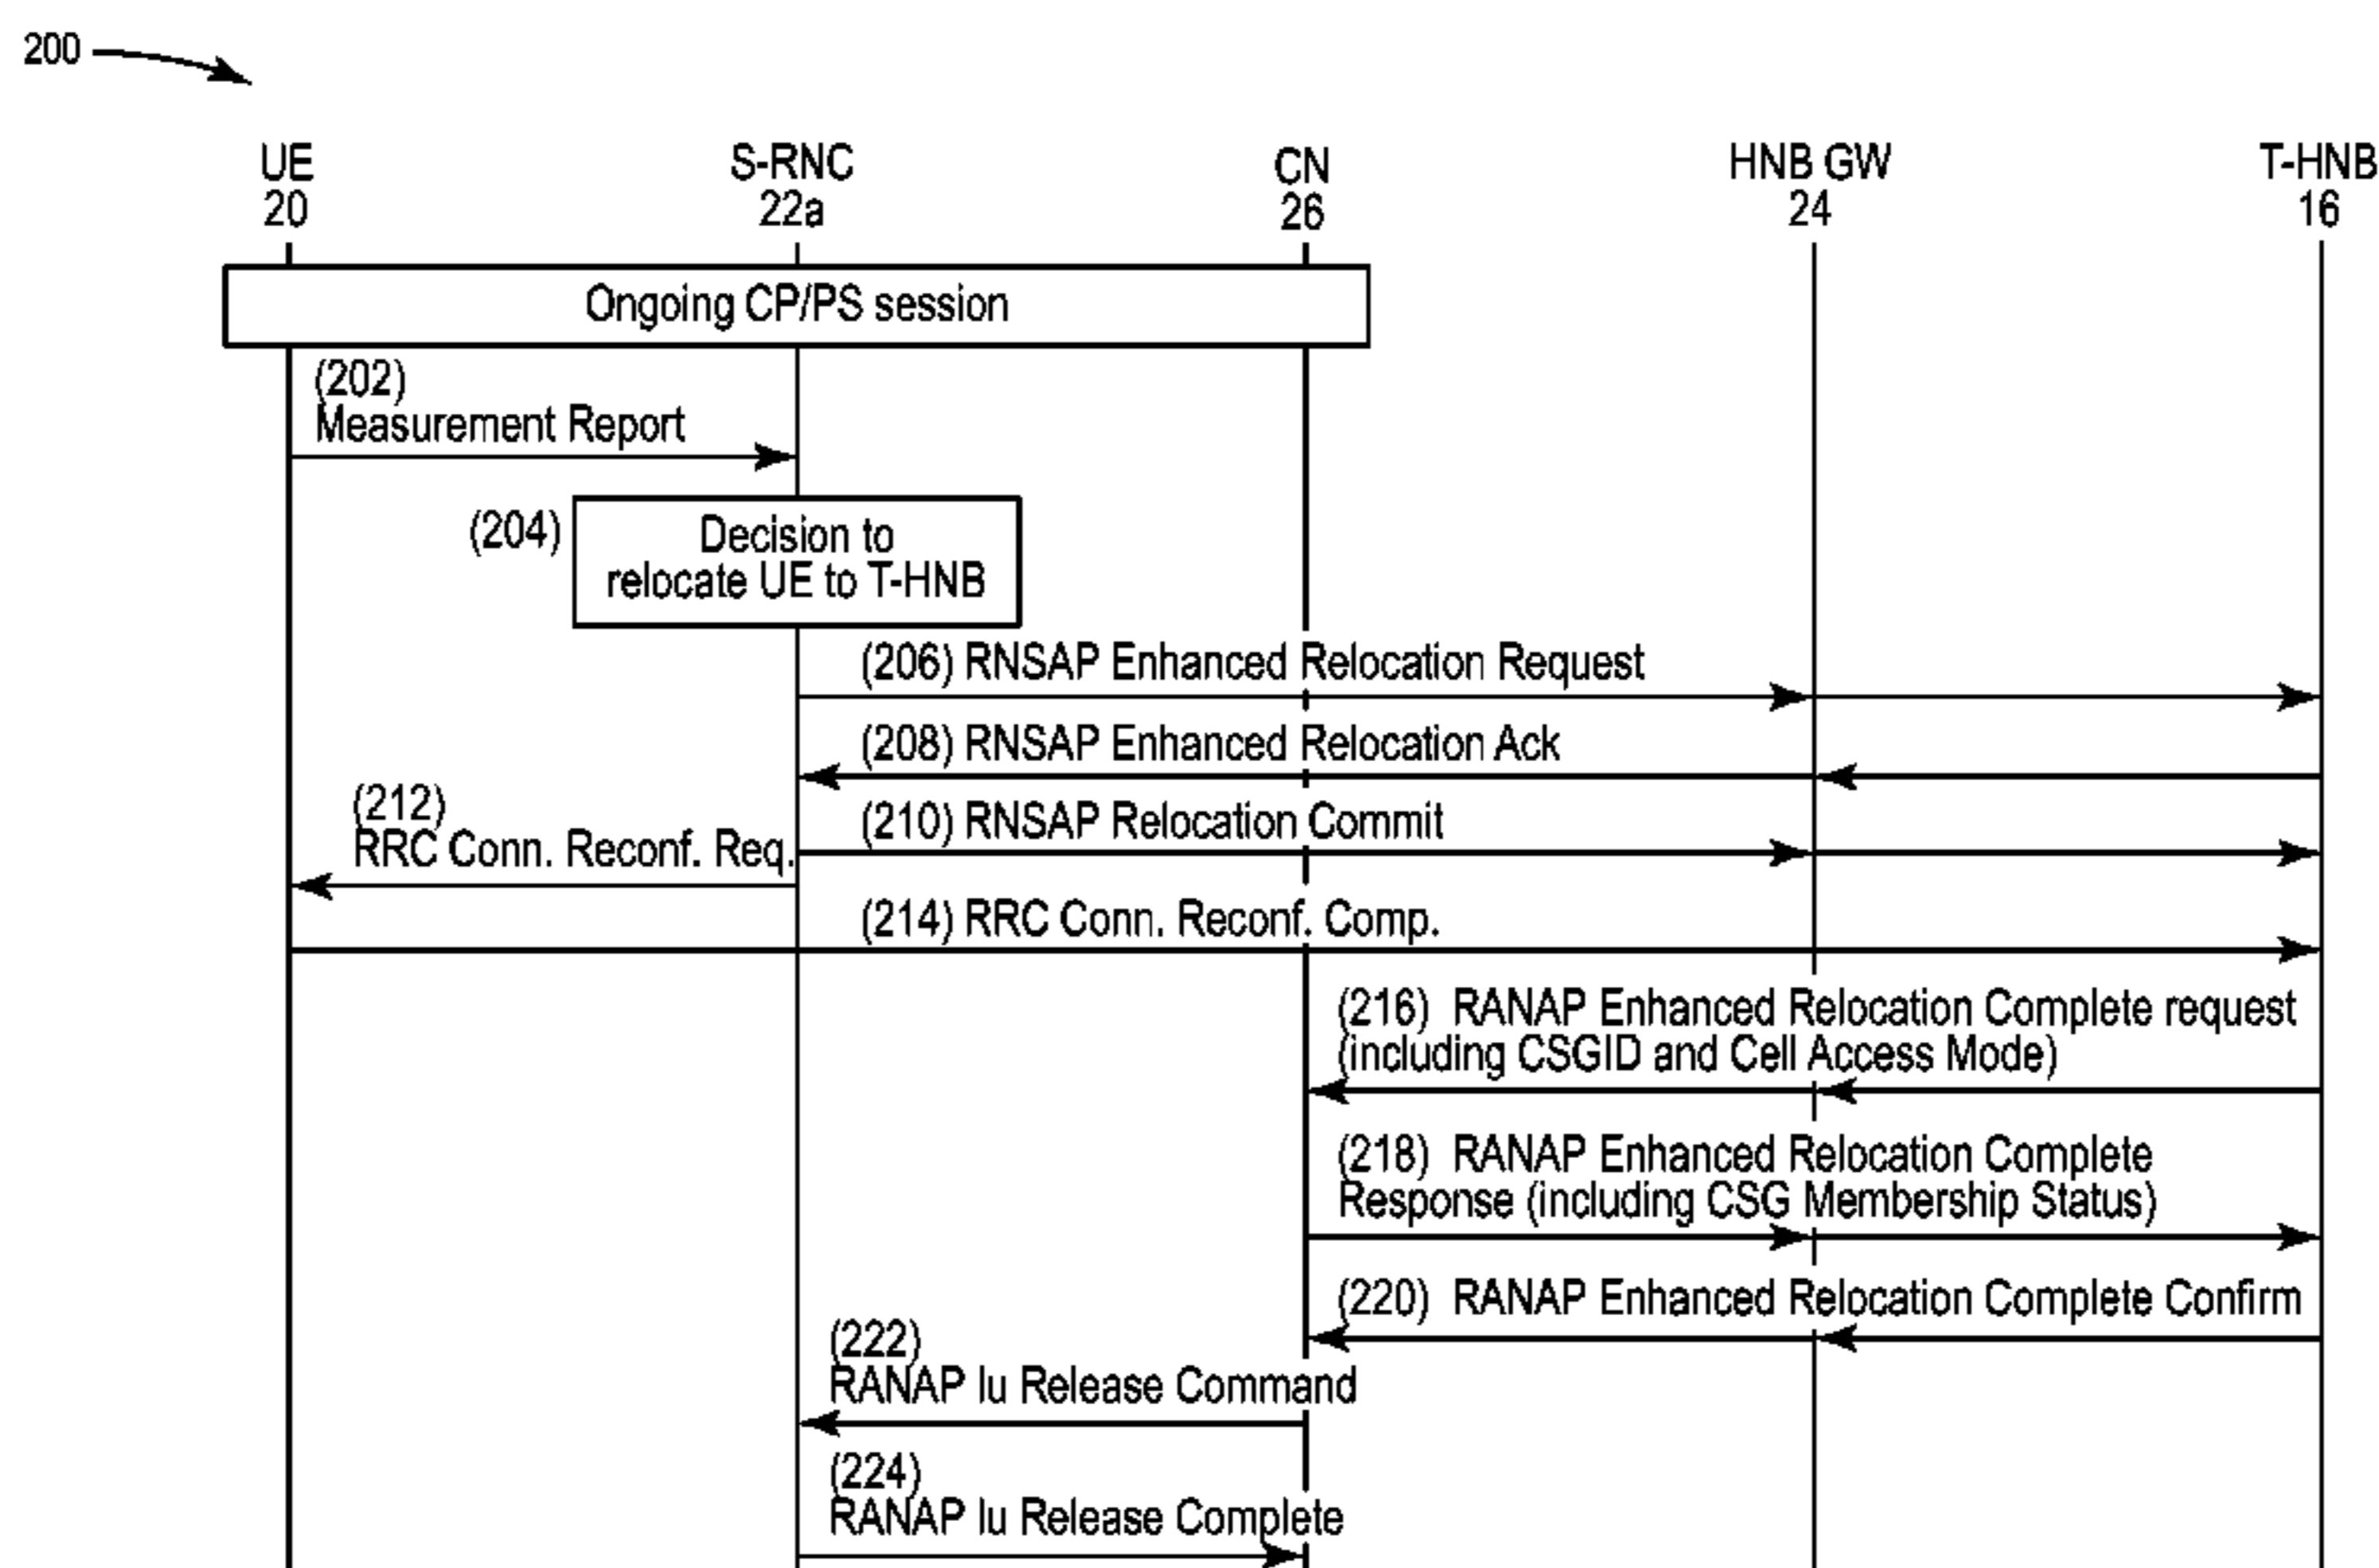 200
UE
20
S-RNC
22a
CN
26
HNB GW
24
T-HNB
16
Ongoing CP/PS session
(202)
Measurement Report
(204)
Decision to
relocate UE to T-HNB
(206) RNSAP Enhanced Relocation Request
(208) RNSAP Enhanced Relocation Ack
(210) RNSAP Relocation Commit
(212)
RRC Conn. Reconf. Req.
(214) RRC Conn. Reconf. Comp.
(216) RANAP Enhanced Relocation Complete request
(including CSGID and Cell Access Mode)
(218) RANAP Enhanced Relocation Complete
Response (including CSG Membership Status)
(220) RANAP Enhanced Relocation Complete Confirm
(222)
RANAP Iu Release Command
(224)
RANAP Iu Release Complete